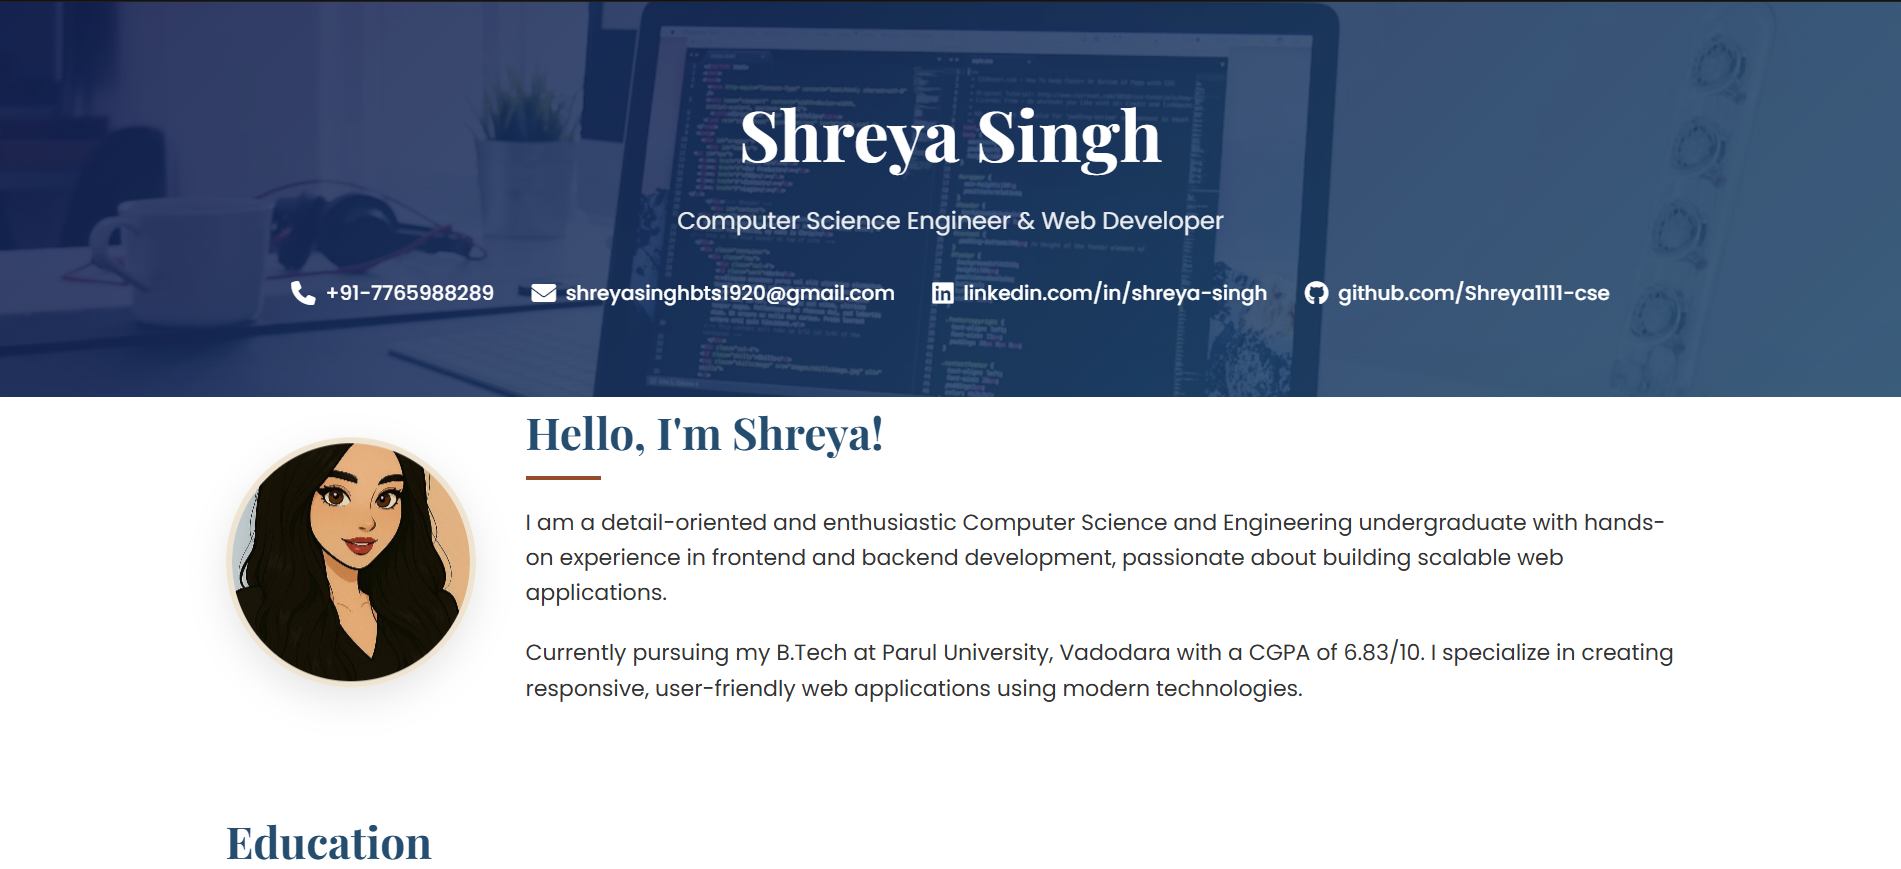 Shreya Singh
Computer Science Engineer & Web Developer
+91-7765988289 shreyasinghbts1920@gmail.com linkedin.com/in/shreya-singh github.com/Shreya1111-cse
Hello, I'm Shreya!
I am a detail-oriented and enthusiastic Computer Science and Engineering undergraduate with hands-
on experience in frontend and backend development, passionate about building scalable web
applications.
Currently pursuing my B.Tech at Parul University, Vadodara with a CGPA of 6.83/10. I specialize in creating
responsive, user-friendly web applications using modern technologies.
Education